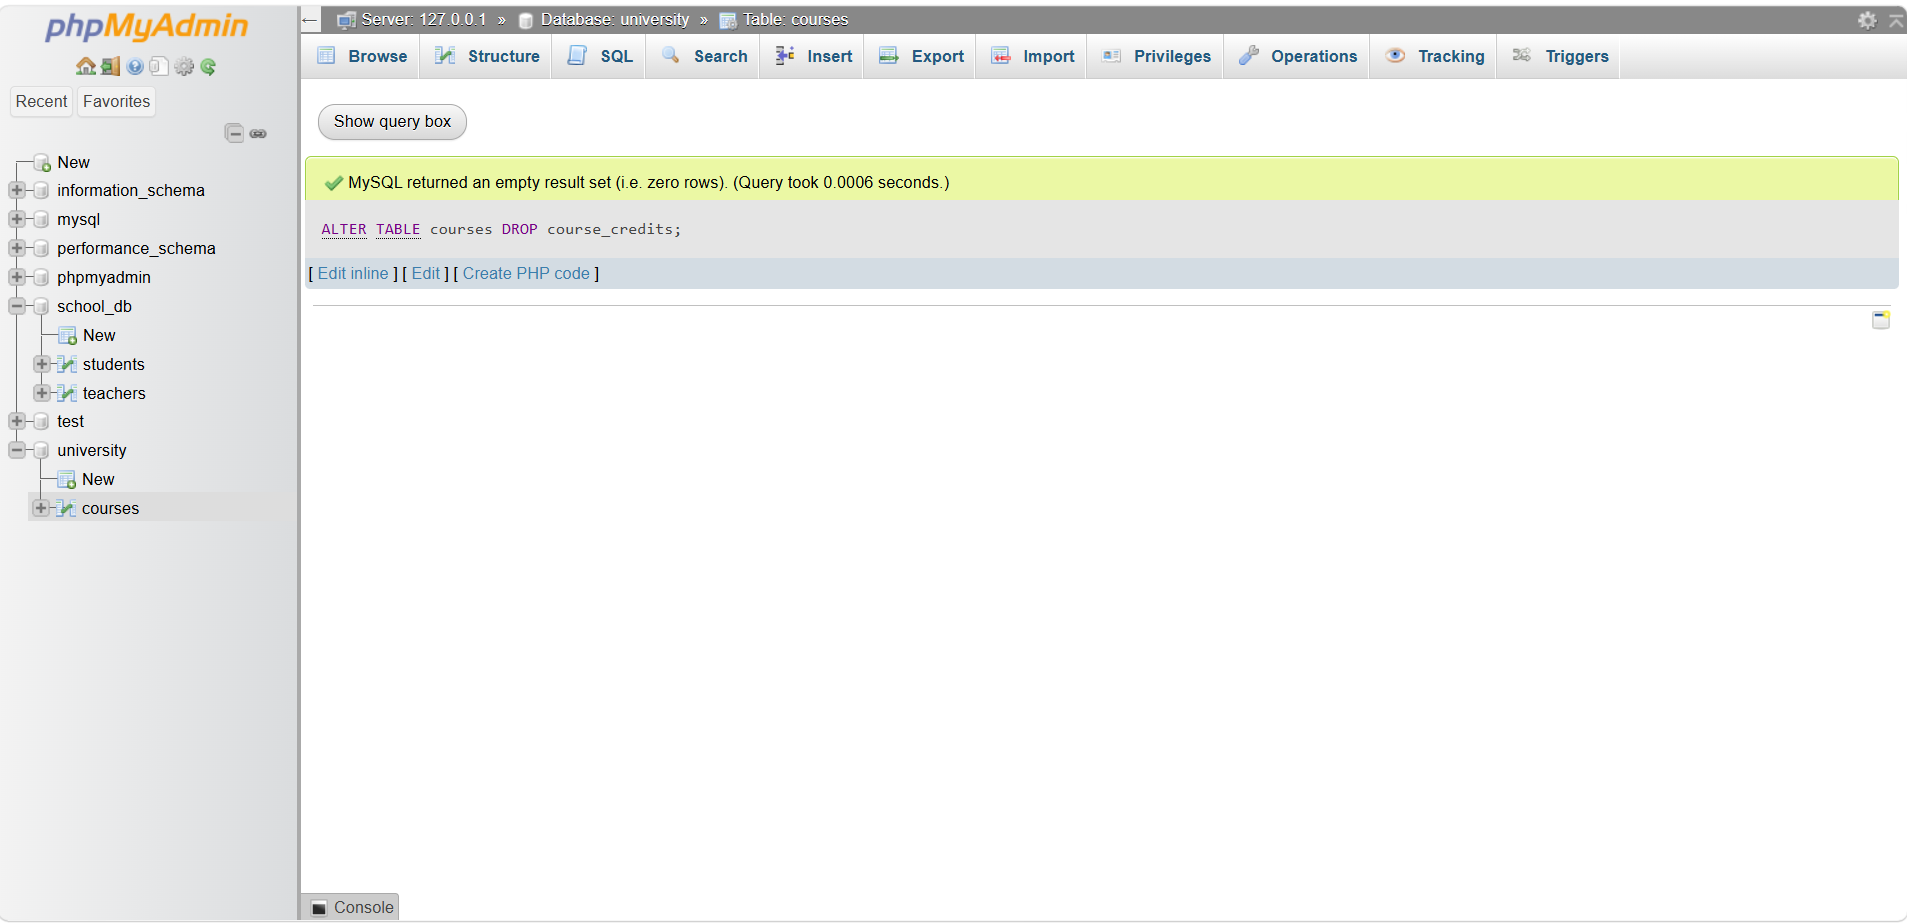 phpMyAdmin
Recent Favorites
New
information_schema
mysql
performance_schema
phpmyadmin
school_db
New
students
teachers
test
university
New
courses
← Server: 127.0.0.1 » Database: university » Table: courses
Browse Structure SQL Search Insert Export Import Privileges Operations Tracking Triggers
Show query box
MySQL returned an empty result set (i.e. zero rows). (Query took 0.0006 seconds.)
ALTER TABLE courses DROP course_credits;
[ Edit inline ] [ Edit ] [ Create PHP code ]
Console